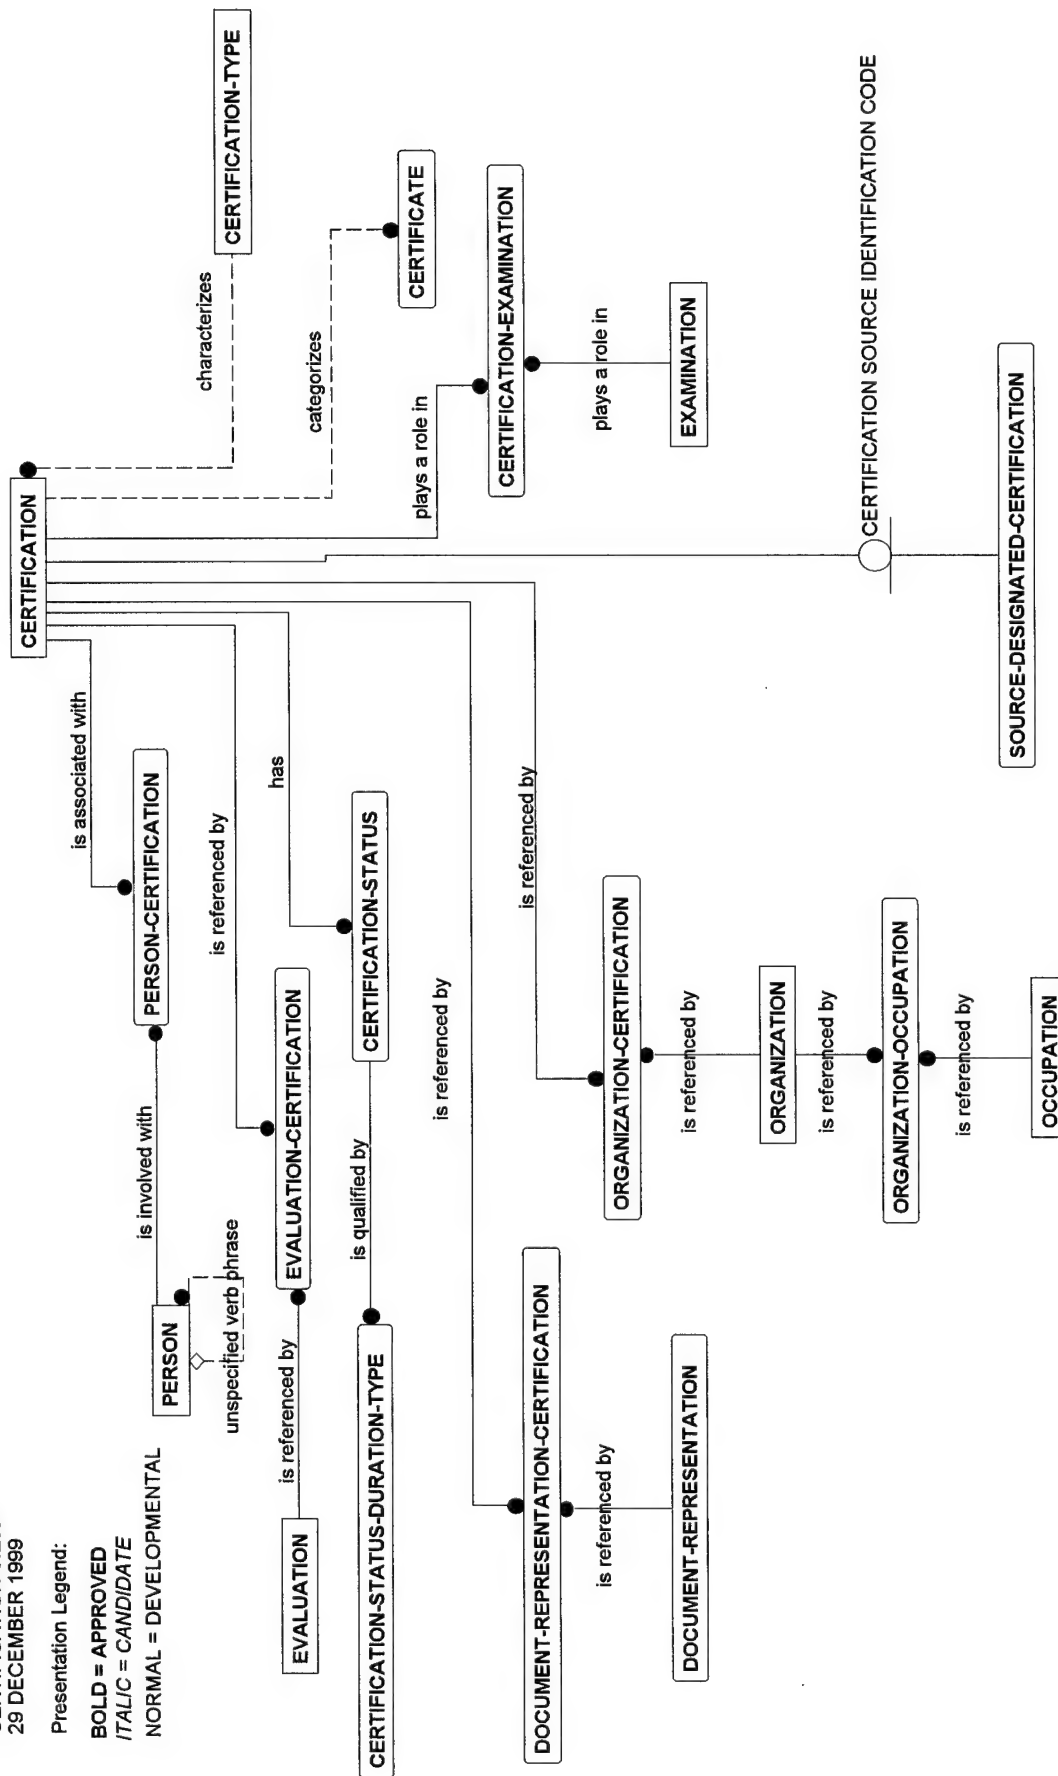 29 DECEMBER 1999
Presentation Legend:
BOLD = APPROVED
ITALIC = CANDIDATE
NORMAL = DEVELOPMENTAL
CERTIFICATION
CERTIFICATION-TYPE
characterizes
is associated with
PERSON-CERTIFICATION
is involved with
PERSON
unspecified verb phrase
is referenced by
EVALUATION-CERTIFICATION
is referenced by
EVALUATION
has
CERTIFICATION-STATUS
is qualified by
CERTIFICATION-STATUS-DURATION-TYPE
categorizes
CERTIFICATE
plays a role in
CERTIFICATION-EXAMINATION
plays a role in
EXAMINATION
is referenced by
DOCUMENT-REPRESENTATION-CERTIFICATION
is referenced by
DOCUMENT-REPRESENTATION
is referenced by
ORGANIZATION-CERTIFICATION
is referenced by
ORGANIZATION
is referenced by
ORGANIZATION-OCCUPATION
is referenced by
OCCUPATION
CERTIFICATION SOURCE IDENTIFICATION CODE
SOURCE-DESIGNATED-CERTIFICATION